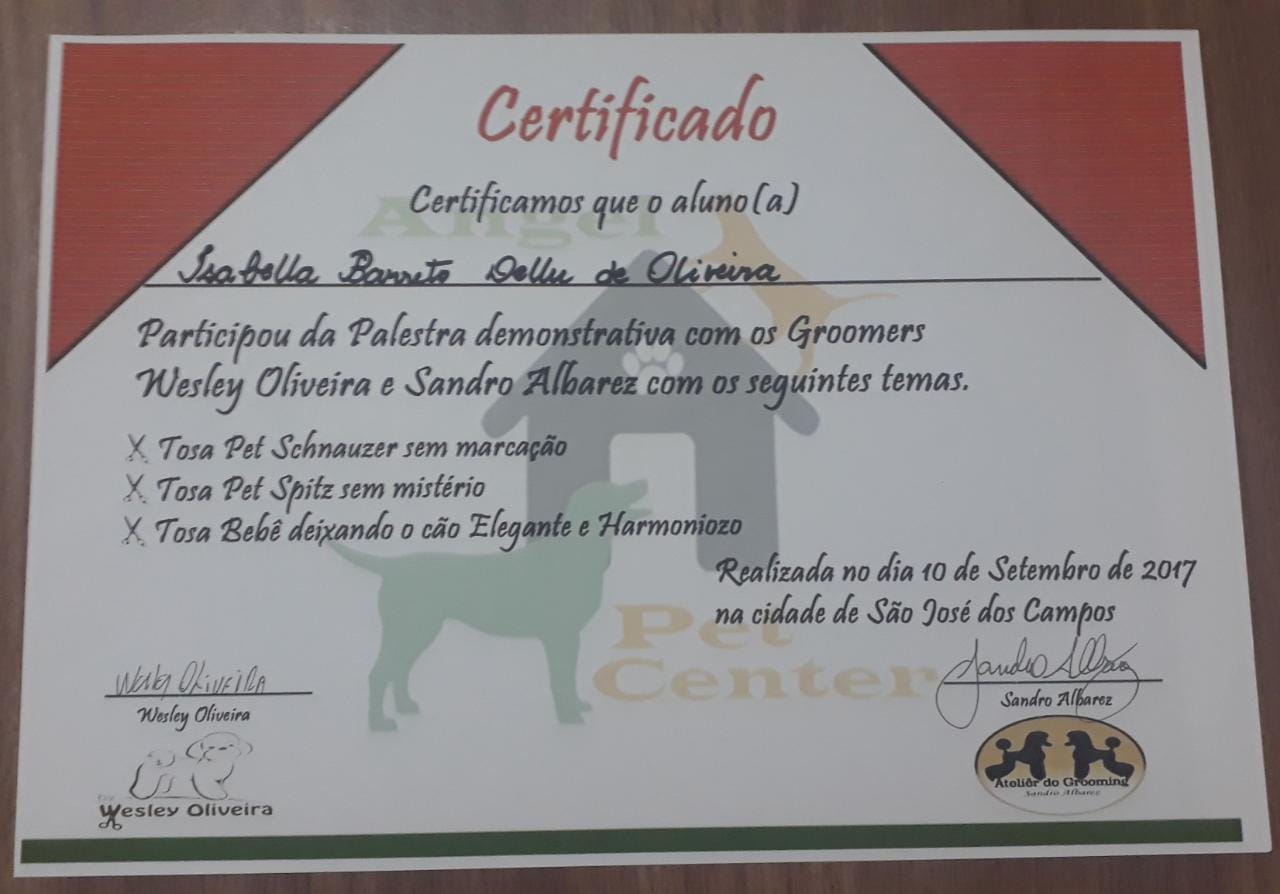 Certificado
Angel
Certificamos que o aluno(a)
Isabella Barreto Dellu de Oliveira
Participou da Palestra demonstrativa com os Groomers
Wesley Oliveira e Sandro Albarez com os seguintes temas.
Tosa Pet Schnauzer sem marcação
Tosa Pet Spitz sem mistério
Tosa Bebê deixando o cão Elegante e Harmoniozo
Realizada no dia 10 de Setembro de 2017
na cidade de São José dos Campos
Pet
Center
Wesley Oliveira
Wesley Oliveira
Wesley Oliveira
Sandro Albarez
Ateliêr do Grooming
Sandro Albarez